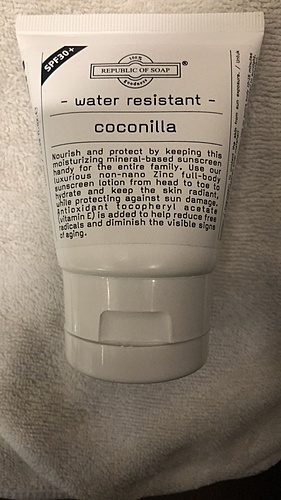 SPF30+
100%
REPUBLIC OF SOAP®
goodness
- water resistant -
coconilla
Nourish and protect by keeping this
moisturizing mineral-based sunscreen
handy for the entire family. Use our
luxurious non-nano Zinc full-body
sunscreen lotion from head to toe to
hydrate and keep the skin radiant,
while protecting against sun damage.
Antioxidant tocopheryl acetate
(vitamin E) is added to help reduce free
radicals and diminish the visible signs
of aging.